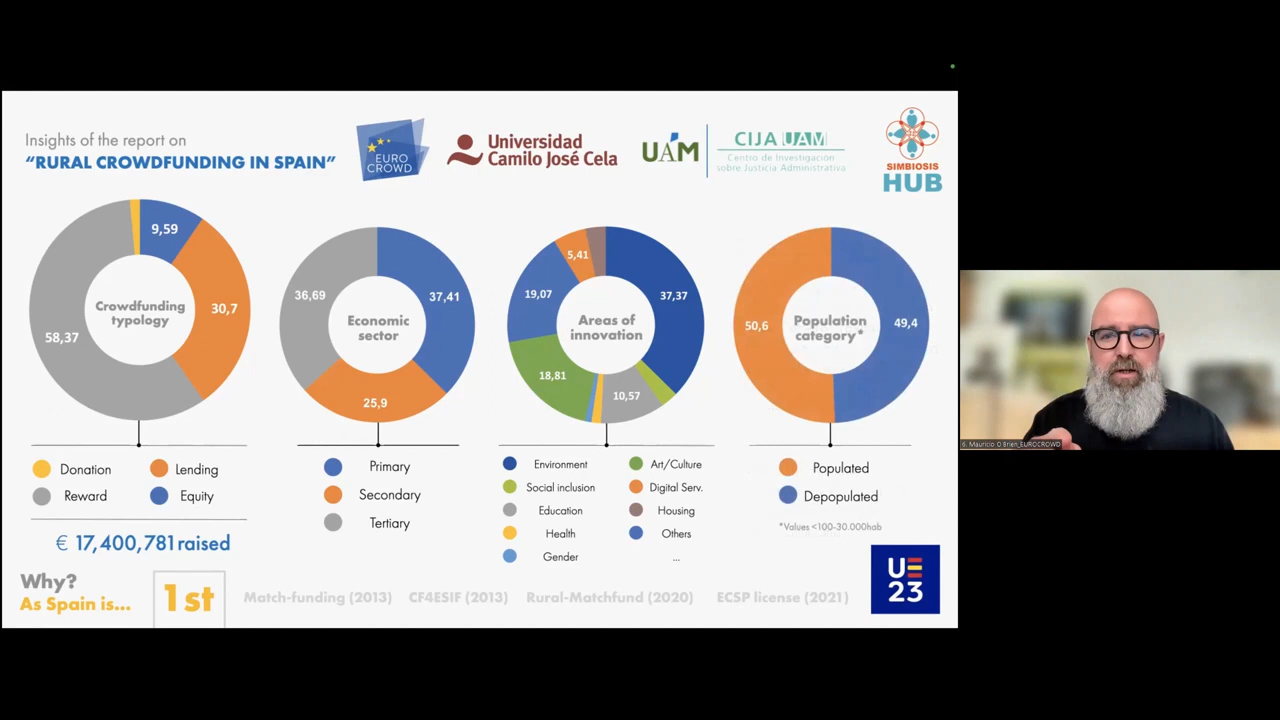 Insights of the report on
“RURAL CROWDFUNDING IN SPAIN”
EURO
CROWD
Universidad
Camilo José Cela
UAM
CIJA UAM
Centro de Investigación
sobre Justicia Administrativa
SIMBIOSIS
HUB
Crowdfunding
typology
9,59
30,7
58,37
Donation
Lending
Reward
Equity
€ 17,400,781 raised
Economic
sector
37,41
25,9
36,69
Primary
Secondary
Tertiary
Areas of
innovation
37,37
10,57
18,81
19,07
5,41
Environment
Social inclusion
Education
Health
Gender
Art/Culture
Digital Serv.
Housing
Others
...
Population
category*
49,4
50,6
Populated
Depopulated
*Values <100-30.000hab
Why?
As Spain is...
1st
Match-funding (2013)
CF4ESIF (2013)
Rural-Matchfund (2020)
ECSP license (2021)
UE
23
6. Mauricio O´Brien_EUROCROWD